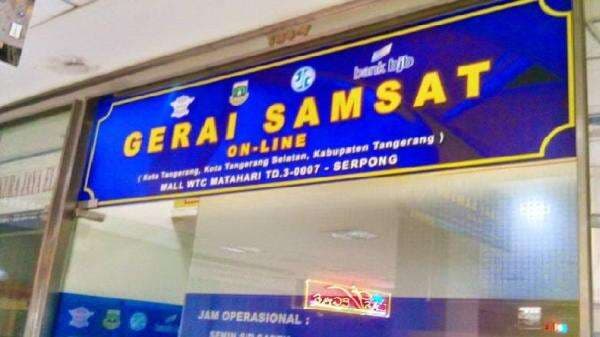 bank bjb
GERAI SAMSAT
ON-LINE
( Kota Tangerang, Kota Tangerang Selatan, Kabupaten Tangerang )
MALL WTC MATAHARI TD.3-0007 - SERPONG
JAM OPERASIONAL :